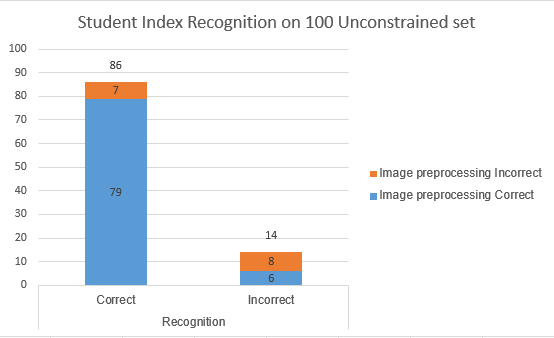 Student Index Recognition on 100 Unconstrained set
100
90
80
70
60
50
40
30
20
10
0
86
7
79
14
8
6
Correct
Incorrect
Recognition
Image preprocessing Incorrect
Image preprocessing Correct